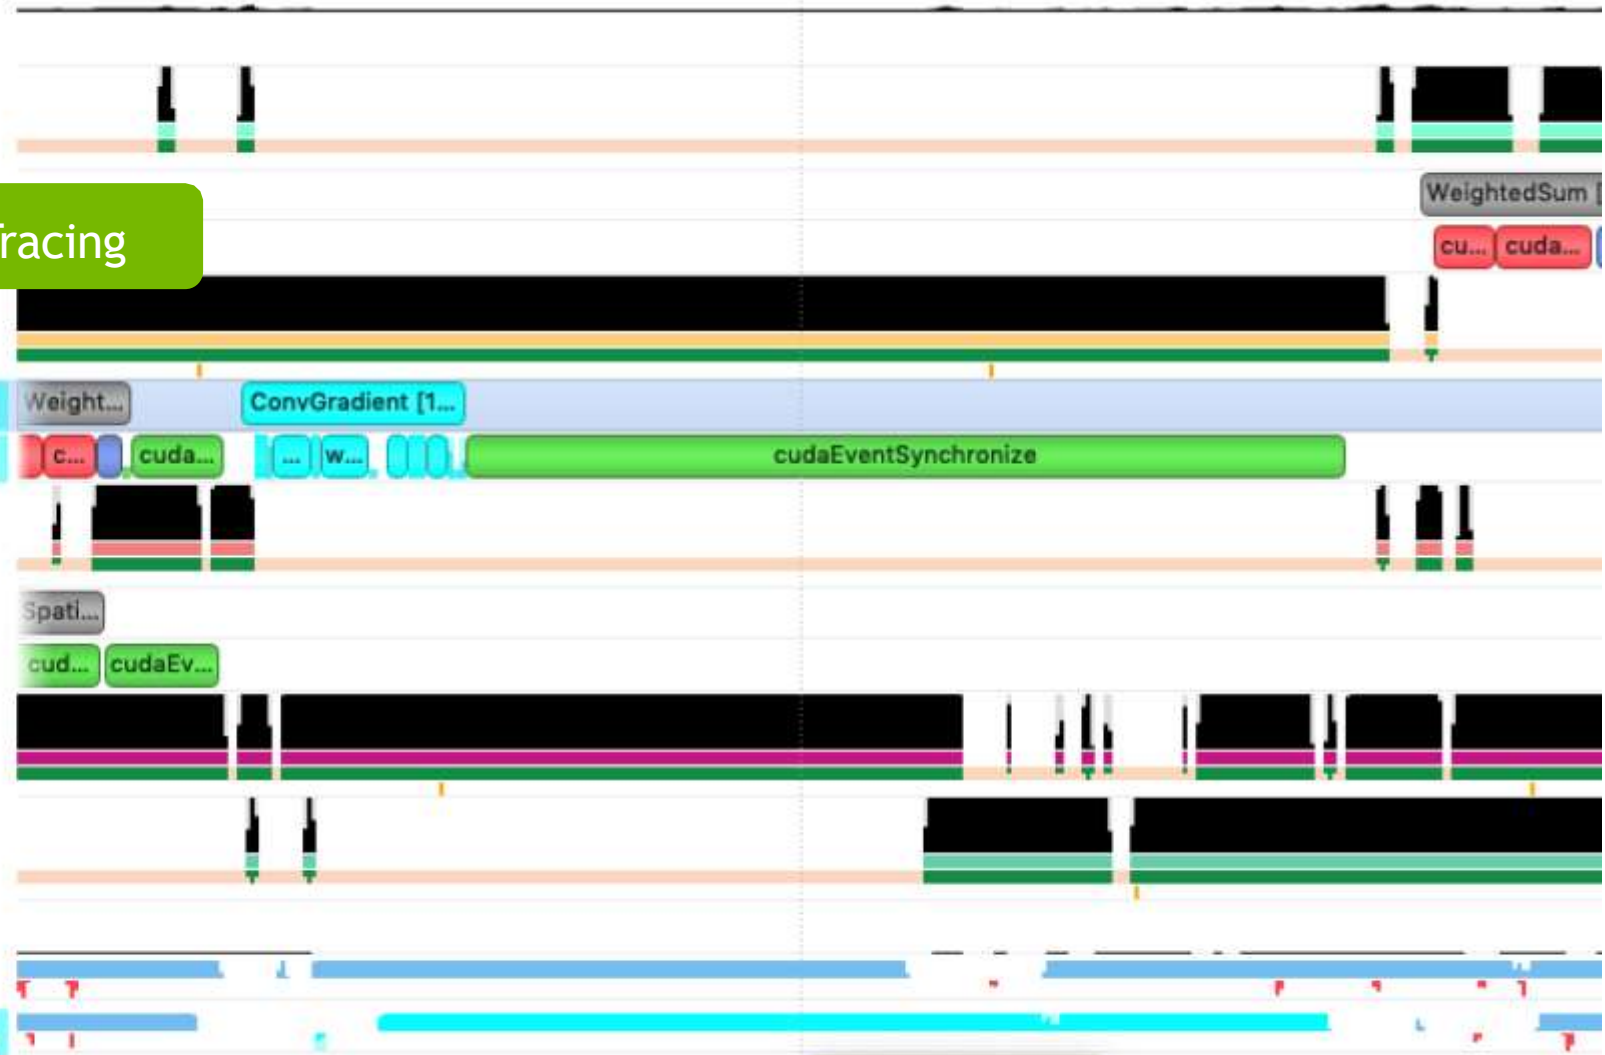 WeightedSum [
racing
cu... cuda...
Weight... ConvGradient [1...
c... cuda... ... w... cudaEventSynchronize
Spati...
cud... cudaEv...